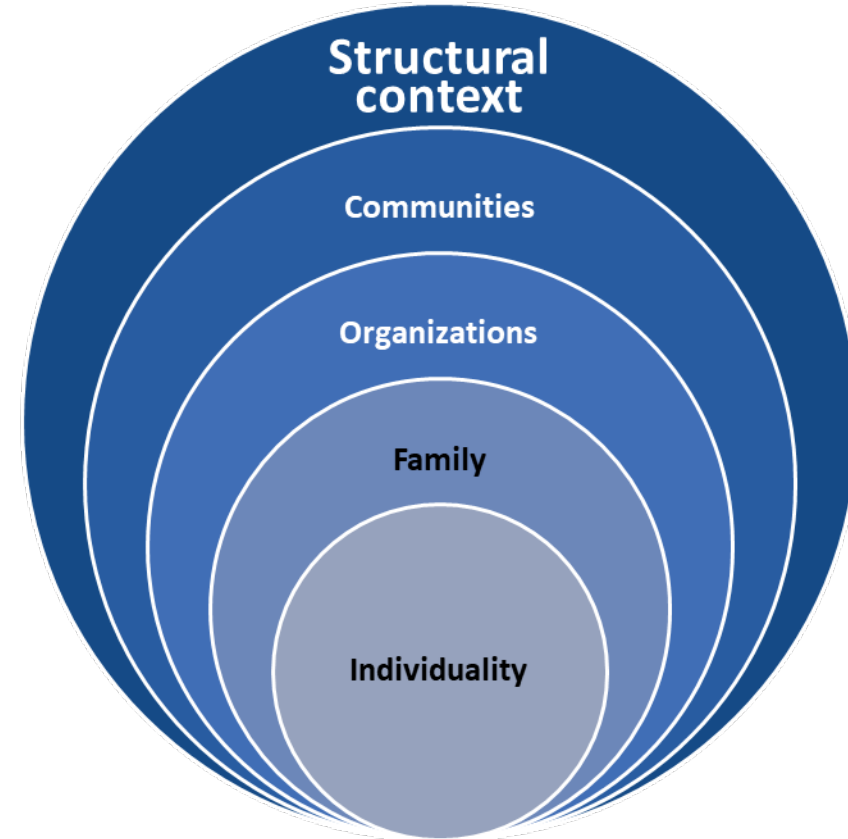 Structural
context
Communities
Organizations
Family
Individuality